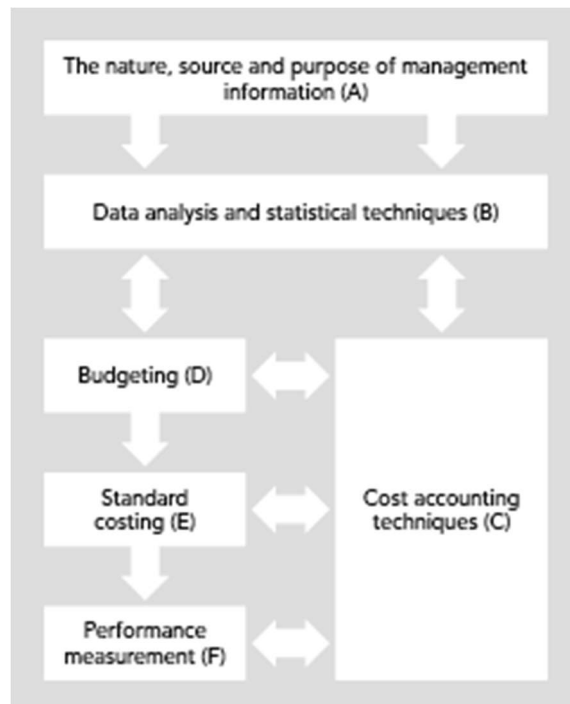 The nature, source and purpose of management
information (A)
Data analysis and statistical techniques (B)
Budgeting (D)
Standard
costing (E)
Cost accounting
techniques (C)
Performance
measurement (F)